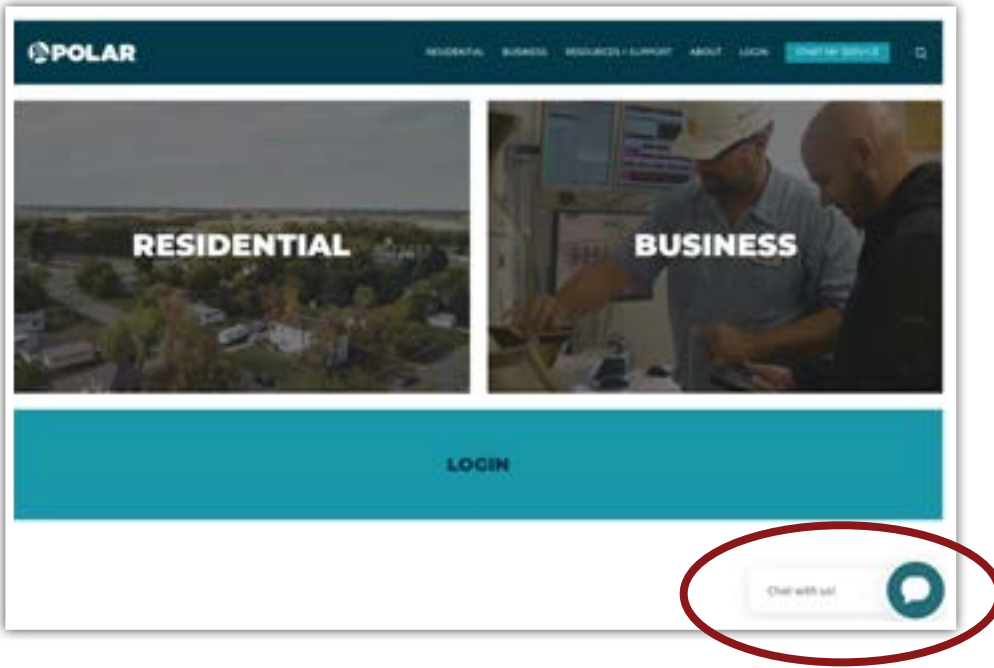 POLAR
RESIDENTIAL BUSINESS RESOURCES + SUPPORT ABOUT LOGIN START MY SERVICE
RESIDENTIAL
BUSINESS
LOGIN
Chat with us!